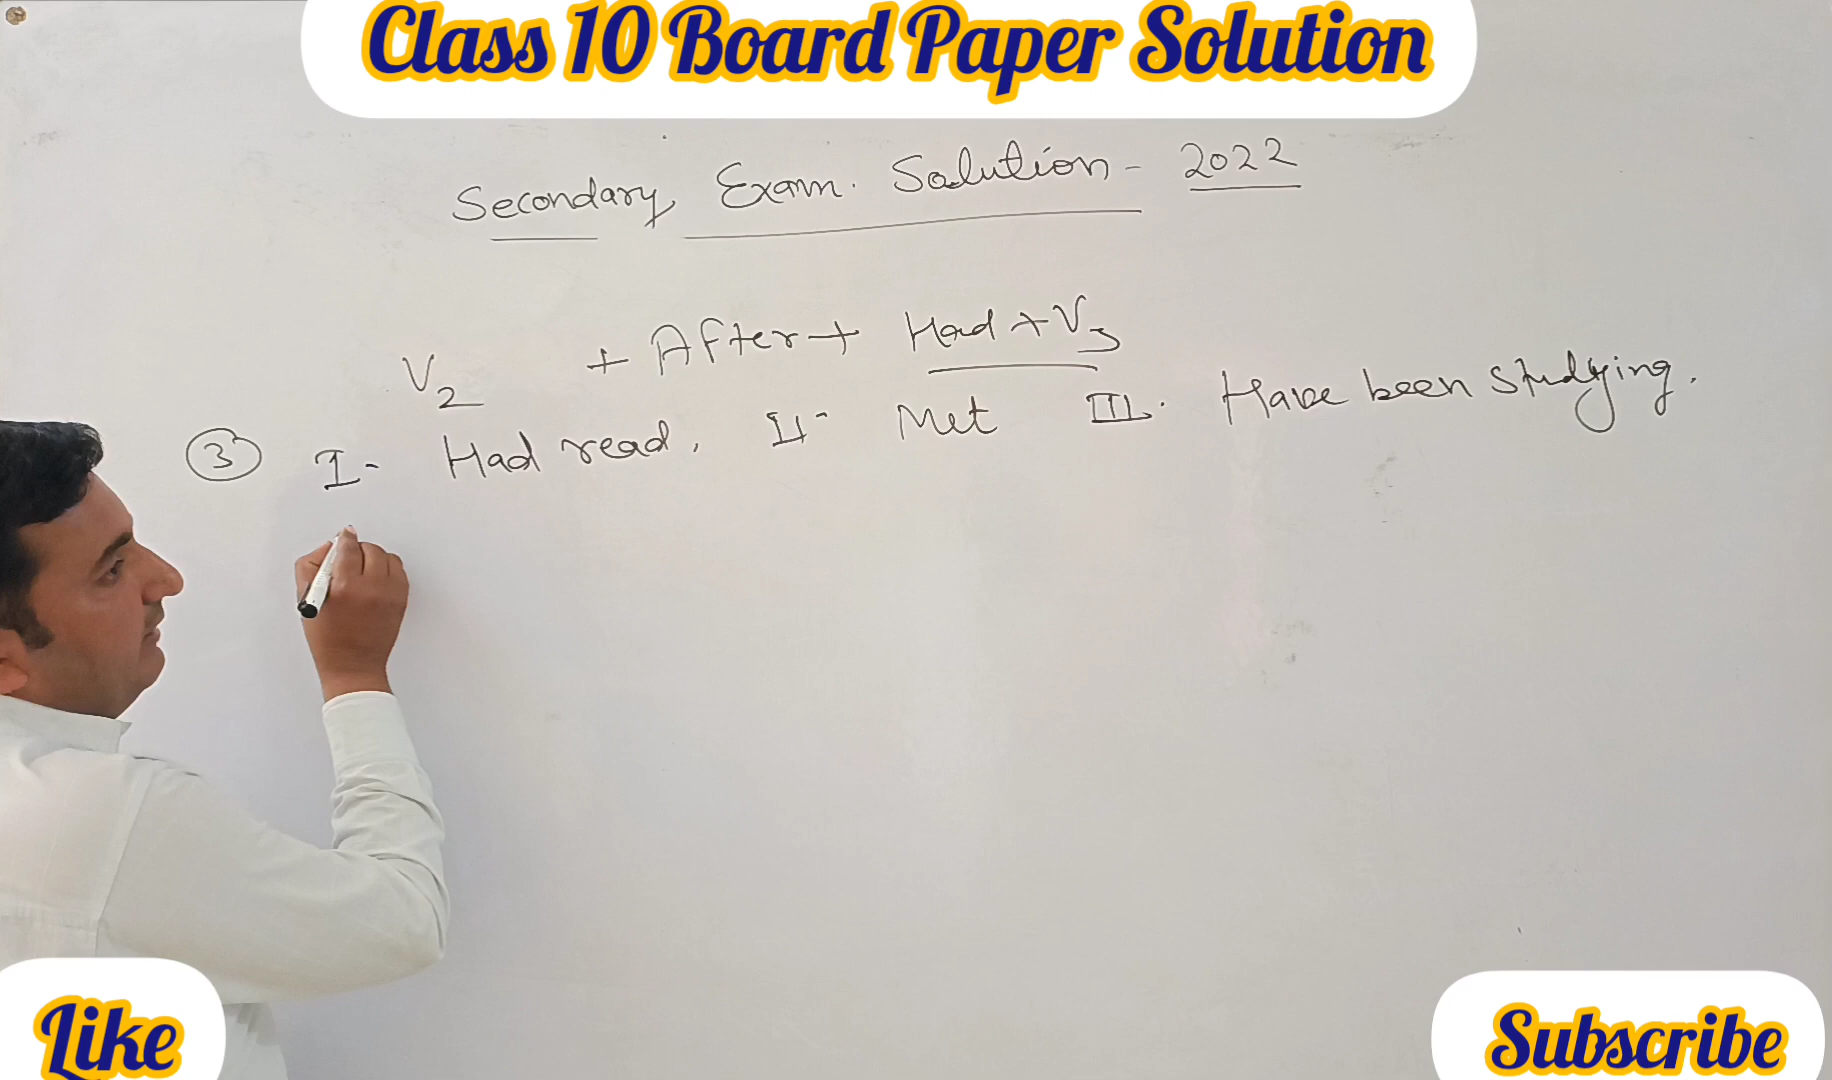 Class 10 Board Paper Solution
Secondary Exam. Solution - 2022
V2 + After + Had + V3
3 I- Had read, II- Met III. Have been studying.
Like
Subscribe